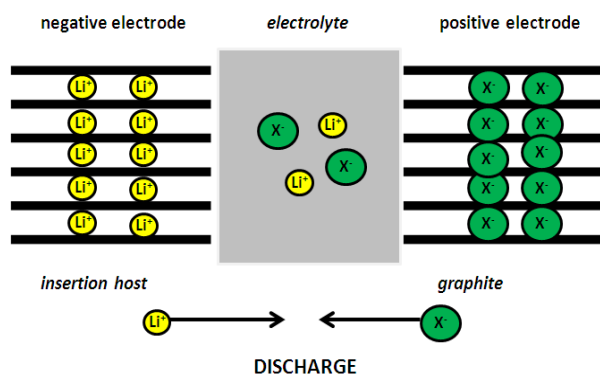 negative electrode electrolyte positive electrode
Li⁺ Li⁺ X⁻ X⁻
Li⁺ Li⁺ X⁻ Li⁺ X⁻ X⁻
Li⁺ Li⁺ X⁻ X⁻ X⁻
Li⁺ Li⁺ Li⁺ X⁻ X⁻
Li⁺ Li⁺ X⁻ X⁻
insertion host graphite
Li⁺ X⁻
DISCHARGE